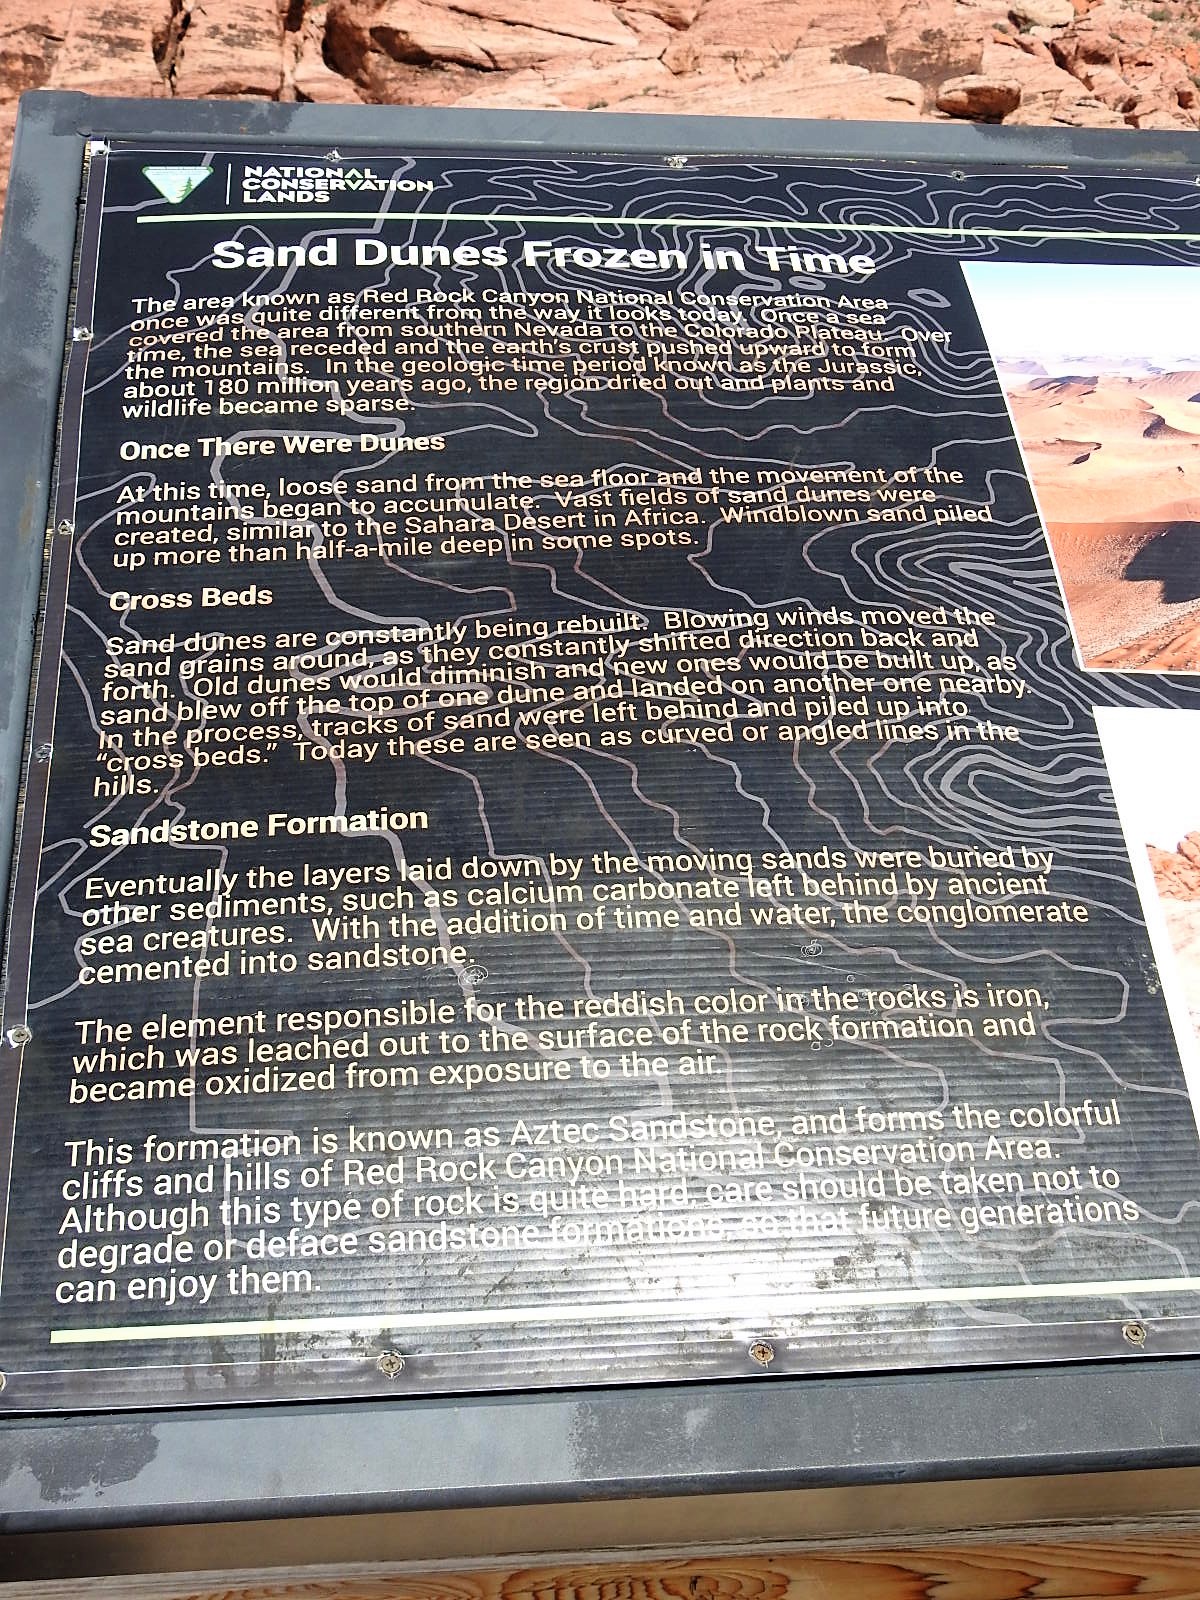 NATIONAL
CONSERVATION
LANDS
Sand Dunes Frozen in Time
The area known as Red Rock Canyon National Conservation Area
once was quite different from the way it looks today. Once a sea
covered the area from southern Nevada to the Colorado Plateau. Over
time, the sea receded and the earth's crust pushed upward to form
the mountains. In the geologic time period known as the Jurassic,
about 180 million years ago, the region dried out and plants and
wildlife became sparse.
Once There Were Dunes
At this time, loose sand from the sea floor and the movement of the
mountains began to accumulate. Vast fields of sand dunes were
created, similar to the Sahara Desert in Africa. Windblown sand piled
up more than half-a-mile deep in some spots.
Cross Beds
Sand dunes are constantly being rebuilt. Blowing winds moved the
sand grains around, as they constantly shifted direction back and
forth. Old dunes would diminish and new ones would be built up, as
sand blew off the top of one dune and landed on another one nearby.
In the process, tracks of sand were left behind and piled up into
“cross beds.” Today these are seen as curved or angled lines in the
hills.
Sandstone Formation
Eventually the layers laid down by the moving sands were buried by
other sediments, such as calcium carbonate left behind by ancient
sea creatures. With the addition of time and water, the conglomerate
cemented into sandstone.
The element responsible for the reddish color in the rocks is iron,
which was leached out to the surface of the rock formation and
became oxidized from exposure to the air.
This formation is known as Aztec Sandstone, and forms the colorful
cliffs and hills of Red Rock Canyon National Conservation Area.
Although this type of rock is quite hard, care should be taken not to
degrade or deface sandstone formations, so that future generations
can enjoy them.